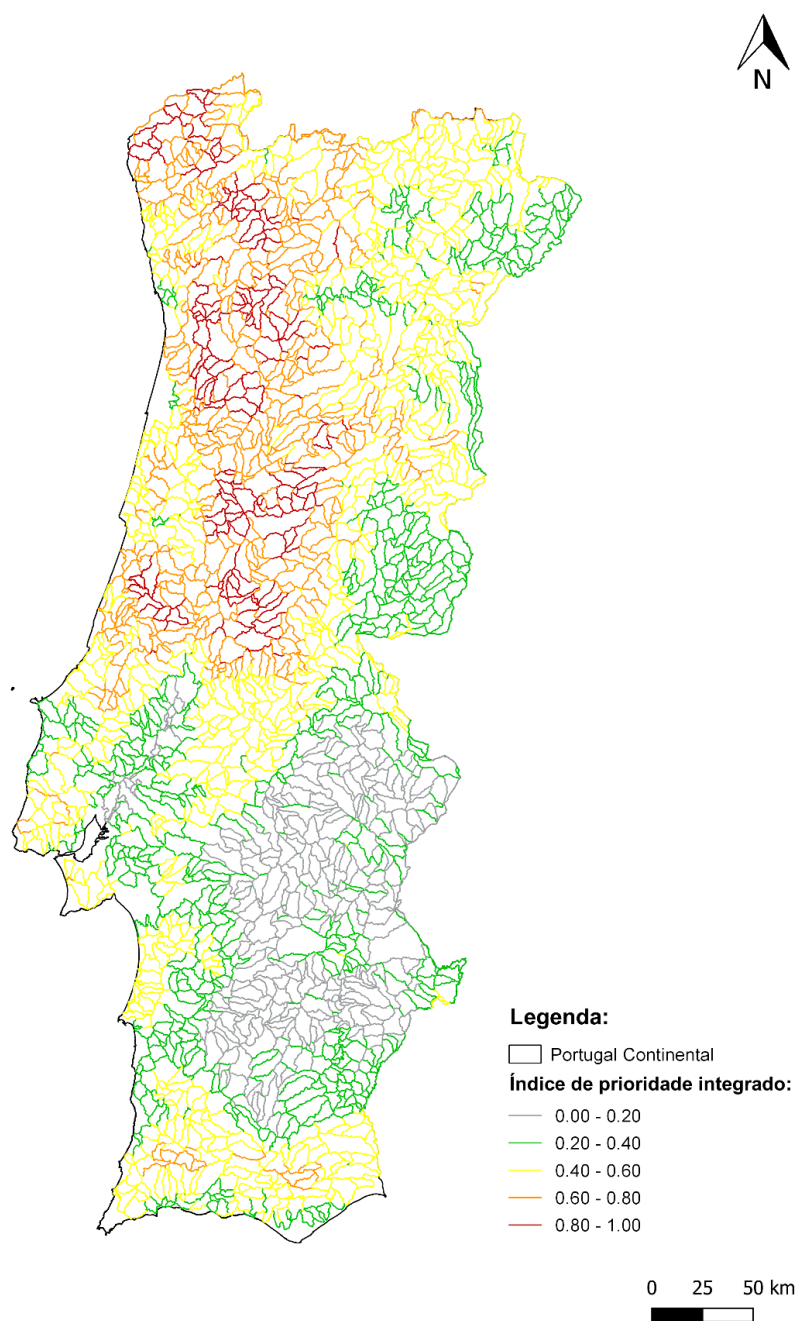 N
Legenda:
Portugal Continental
Índice de prioridade integrado:
0.00 - 0.20
0.20 - 0.40
0.40 - 0.60
0.60 - 0.80
0.80 - 1.00
0 25 50 km